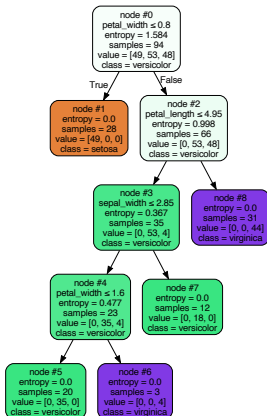 node #0
petal_width ≤ 0.8
entropy = 1.584
samples = 94
value = [49, 53, 48]
class = versicolor
True
False
node #1
entropy = 0.0
samples = 28
value = [49, 0, 0]
class = setosa
node #2
petal_length ≤ 4.95
entropy = 0.998
samples = 66
value = [0, 53, 48]
class = versicolor
node #3
sepal_width ≤ 2.85
entropy = 0.367
samples = 35
value = [0, 53, 4]
class = versicolor
node #8
entropy = 0.0
samples = 31
value = [0, 0, 44]
class = virginica
node #4
petal_width ≤ 1.6
entropy = 0.477
samples = 23
value = [0, 35, 4]
class = versicolor
node #7
entropy = 0.0
samples = 12
value = [0, 18, 0]
class = versicolor
node #5
entropy = 0.0
samples = 20
value = [0, 35, 0]
class = versicolor
node #6
entropy = 0.0
samples = 3
value = [0, 0, 4]
class = virginica